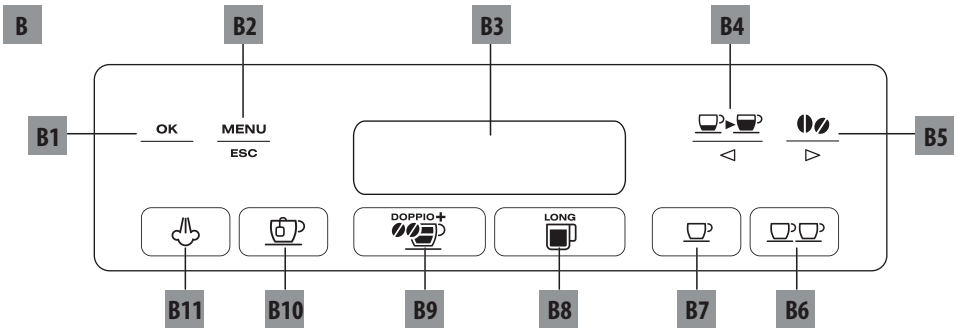 B B2 B3 B4
B1 OK MENU B5
ESC
DOPPIO+ LONG
B11 B10 B9 B8 B7 B6